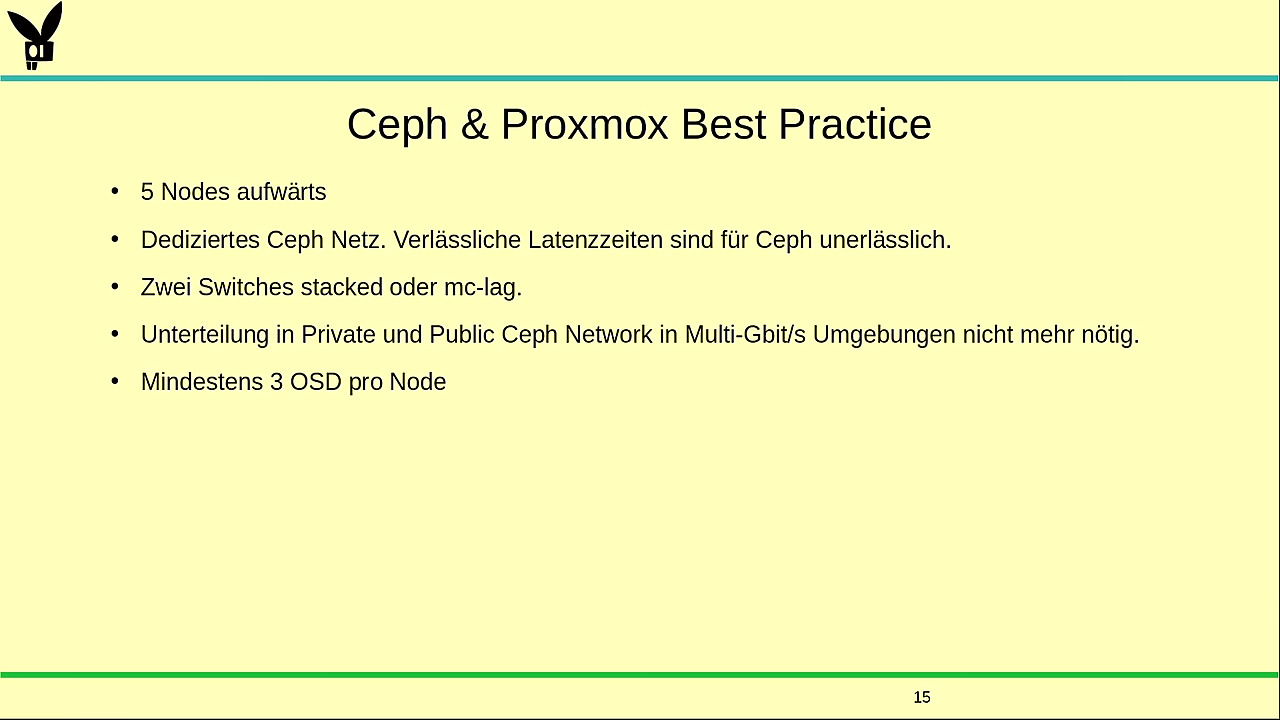 Ceph & Proxmox Best Practice
• 5 Nodes aufwärts
• Dediziertes Ceph Netz. Verlässliche Latenzzeiten sind für Ceph unerlässlich.
• Zwei Switches stacked oder mc-lag.
• Unterteilung in Private und Public Ceph Network in Multi-Gbit/s Umgebungen nicht mehr nötig.
• Mindestens 3 OSD pro Node
15